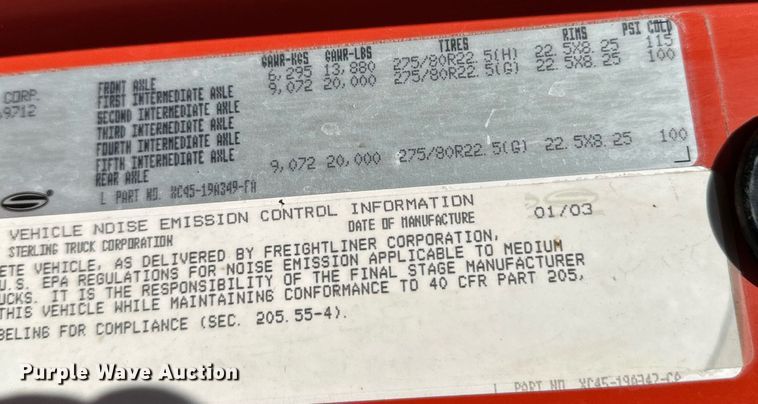 GAWR-KGS GAWR-LBS TIRES RIMS PSI COLD
FRONT AXLE 6,295 13,880 275/80R22.5(H) 22.5X8.25 115
CORP. FIRST INTERMEDIATE AXLE 9,072 20,000 275/80R22.5(G) 22.5X8.25 100
9712 SECOND INTERMEDIATE AXLE
THIRD INTERMEDIATE AXLE
FOURTH INTERMEDIATE AXLE
FIFTH INTERMEDIATE AXLE
REAR AXLE 9,072 20,000 275/80R22.5(G) 22.5X8.25 100
L PART NO. XC45-19A349-CA
VEHICLE NOISE EMISSION CONTROL INFORMATION
STERLING TRUCK CORPORATION DATE OF MANUFACTURE 01/03
ETE VEHICLE, AS DELIVERED BY FREIGHTLINER CORPORATION,
U.S. EPA REGULATIONS FOR NOISE EMISSION APPLICABLE TO MEDIUM
UCKS. IT IS THE RESPONSIBILITY OF THE FINAL STAGE MANUFACTURER
THIS VEHICLE WHILE MAINTAINING CONFORMANCE TO 40 CFR PART 205,
BELING FOR COMPLIANCE (SEC. 205.55-4).
L PART NO. XC45-19A342-CA
Purple Wave Auction